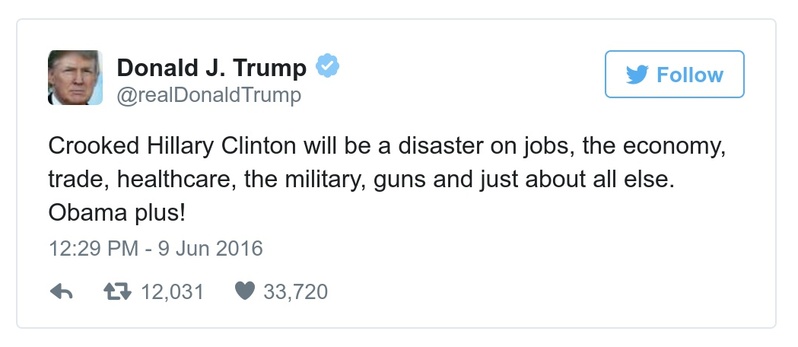 Donald J. Trump
@realDonaldTrump
Follow
Crooked Hillary Clinton will be a disaster on jobs, the economy,
trade, healthcare, the military, guns and just about all else.
Obama plus!
12:29 PM - 9 Jun 2016
12,031 33,720